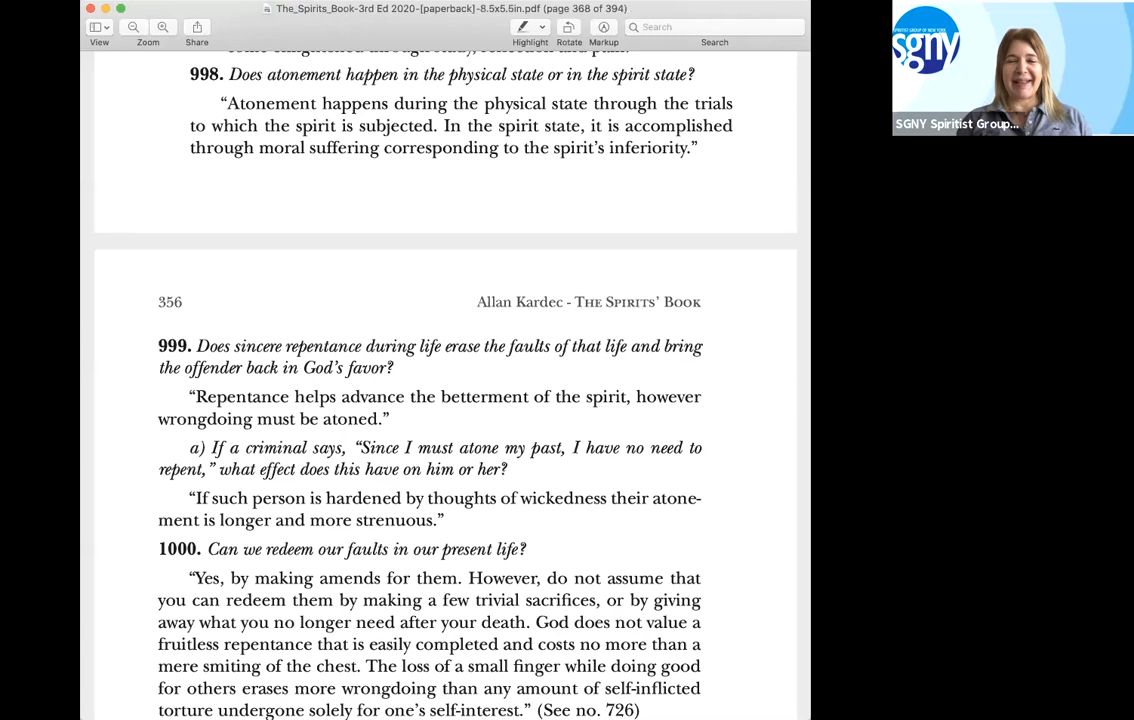 The_Spirits_Book-3rd Ed 2020-[paperback]-8.5x5.5in.pdf (page 368 of 394)
View
Zoom
Share
Highlight
Rotate
Markup
Search
Search
998. Does atonement happen in the physical state or in the spirit state?
“Atonement happens during the physical state through the trials
to which the spirit is subjected. In the spirit state, it is accomplished
through moral suffering corresponding to the spirit’s inferiority.”
356
Allan Kardec - THE SPIRITS’ BOOK
999. Does sincere repentance during life erase the faults of that life and bring
the offender back in God’s favor?
“Repentance helps advance the betterment of the spirit, however
wrongdoing must be atoned.”
a) If a criminal says, “Since I must atone my past, I have no need to
repent,” what effect does this have on him or her?
“If such person is hardened by thoughts of wickedness their atone-
ment is longer and more strenuous.”
1000. Can we redeem our faults in our present life?
“Yes, by making amends for them. However, do not assume that
you can redeem them by making a few trivial sacrifices, or by giving
away what you no longer need after your death. God does not value a
fruitless repentance that is easily completed and costs no more than a
mere smiting of the chest. The loss of a small finger while doing good
for others erases more wrongdoing than any amount of self-inflicted
torture undergone solely for one’s self-interest.” (See no. 726)
sgny
SGNY Spiritist Group...